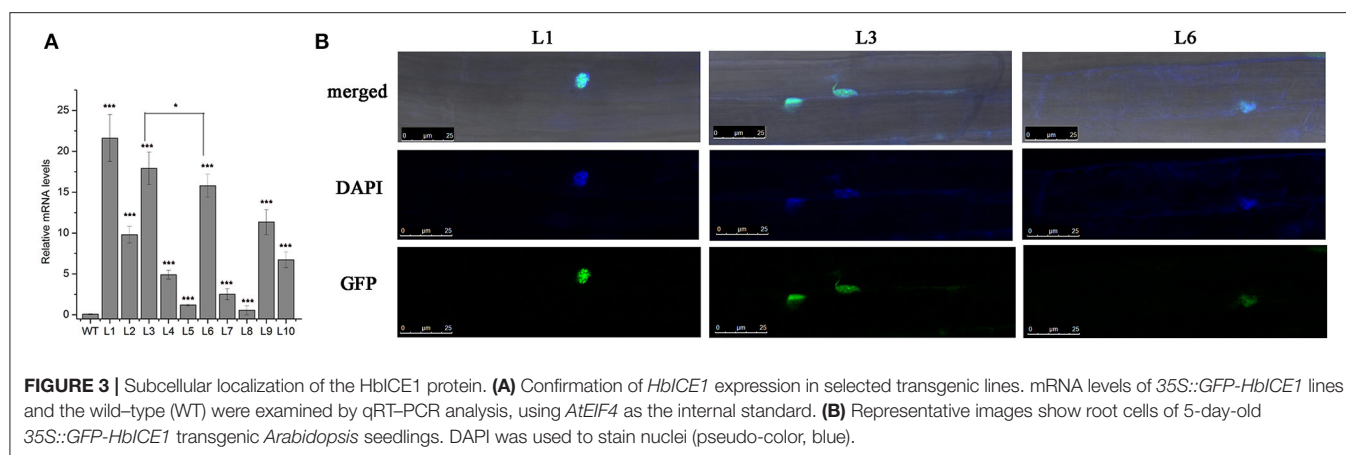 A
Relative mRNA levels
25
20
15
10
5
0
***
***
***
***
***
***
***
***
***
***
*
WT L1 L2 L3 L4 L5 L6 L7 L8 L9 L10
B
L1 L3 L6
merged
0 µm 25
0 µm 25
0 µm 25
DAPI
0 µm 25
0 µm 25
0 µm 25
GFP
0 µm 25
0 µm 25
0 µm 25
FIGURE 3 | Subcellular localization of the HbICE1 protein. (A) Confirmation of HbICE1 expression in selected transgenic lines. mRNA levels of 35S::GFP-HbICE1 lines
and the wild–type (WT) were examined by qRT–PCR analysis, using AtEIF4 as the internal standard. (B) Representative images show root cells of 5-day-old
35S::GFP-HbICE1 transgenic Arabidopsis seedlings. DAPI was used to stain nuclei (pseudo-color, blue).